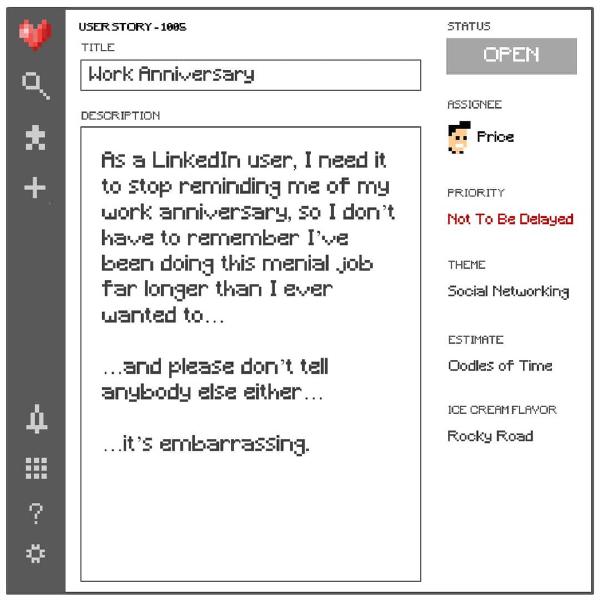 USER STORY - 1005
TITLE
Work Anniversary
DESCRIPTION
As a LinkedIn user, I need it
to stop reminding me of my
work anniversary, so I don't
have to remember I've
been doing this menial job
far longer than I ever
wanted to...
...and please don't tell
anybody else either...
...it's embarrassing.
STATUS
OPEN
ASSIGNEE
Price
PRIORITY
Not To Be Delayed
THEME
Social Networking
ESTIMATE
Oodles of Time
ICE CREAM FLAVOR
Rocky Road
?